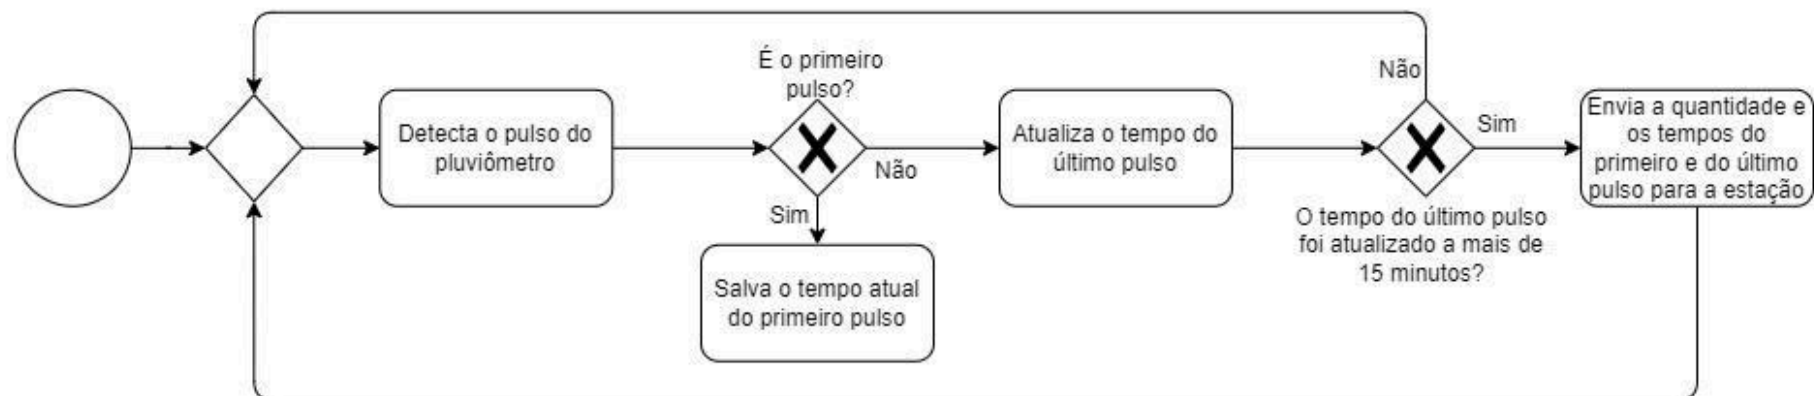 É o primeiro
pulso?
Detecta o pulso do
pluviômetro
Não
Sim
Salva o tempo atual
do primeiro pulso
Atualiza o tempo do
último pulso
Não
Sim
O tempo do último pulso
foi atualizado a mais de
15 minutos?
Envia a quantidade e
os tempos do
primeiro e do último
pulso para a estação